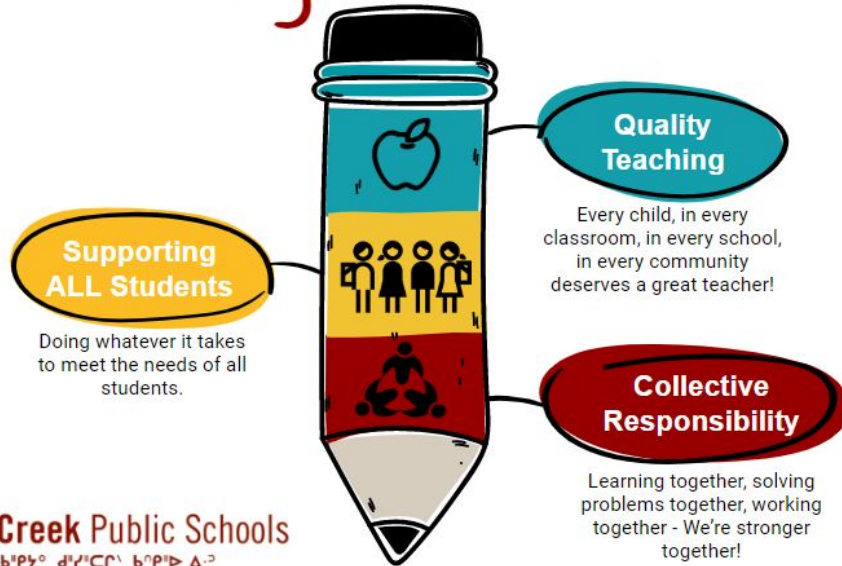 Quality
Teaching
Every child, in every
classroom, in every school,
in every community
deserves a great teacher!
Supporting
ALL Students
Doing whatever it takes
to meet the needs of all
students.
Collective
Responsibility
Learning together, solving
problems together, working
together - We're stronger
together!
Creek Public Schools